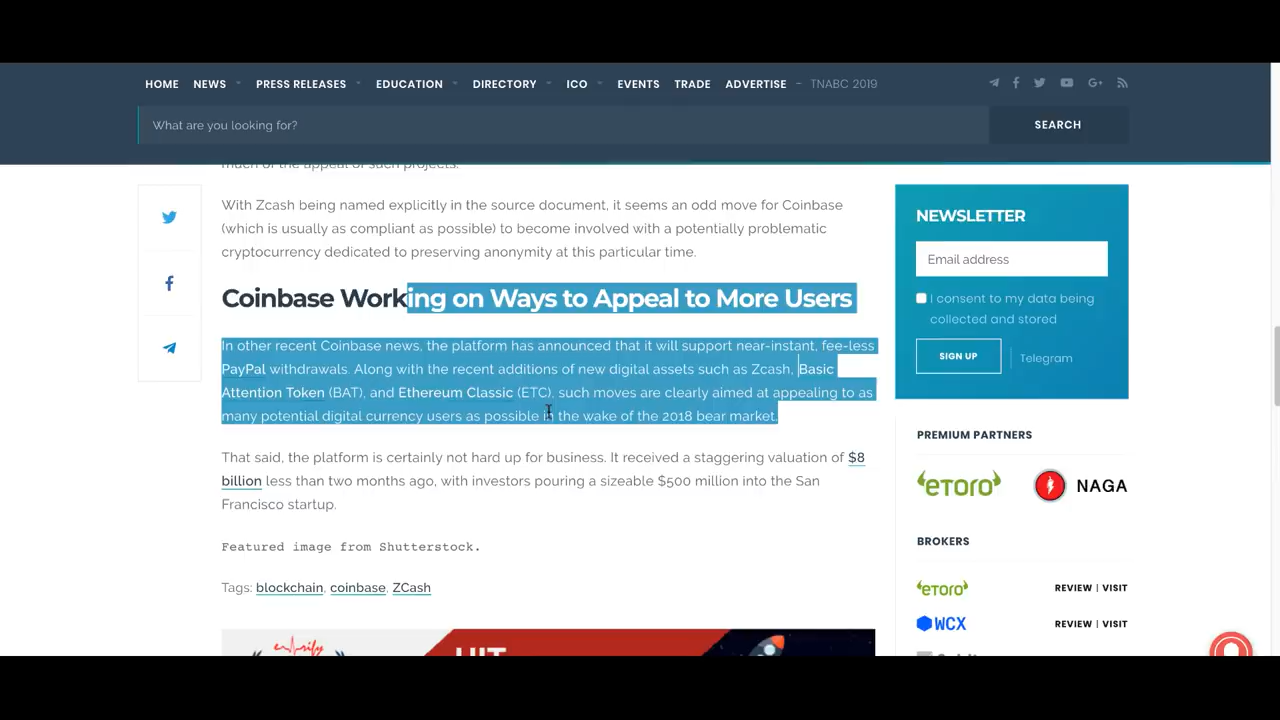 HOME NEWS PRESS RELEASES EDUCATION DIRECTORY ICO EVENTS TRADE ADVERTISE – TNABC 2019
What are you looking for? SEARCH
much of the appeal of such projects.
With Zcash being named explicitly in the source document, it seems an odd move for Coinbase
(which is usually as compliant as possible) to become involved with a potentially problematic
cryptocurrency dedicated to preserving anonymity at this particular time.
Coinbase Working on Ways to Appeal to More Users
In other recent Coinbase news, the platform has announced that it will support near-instant, fee-less
PayPal withdrawals. Along with the recent additions of new digital assets such as Zcash, Basic
Attention Token (BAT), and Ethereum Classic (ETC), such moves are clearly aimed at appealing to as
many potential digital currency users as possible in the wake of the 2018 bear market.
That said, the platform is certainly not hard up for business. It received a staggering valuation of $8
billion less than two months ago, with investors pouring a sizeable $500 million into the San
Francisco startup.
Featured image from Shutterstock.
Tags: blockchain, coinbase, ZCash
NEWSLETTER
Email address
I consent to my data being
collected and stored
SIGN UP Telegram
PREMIUM PARTNERS
eToro NAGA
BROKERS
eToro REVIEW | VISIT
WCX REVIEW | VISIT